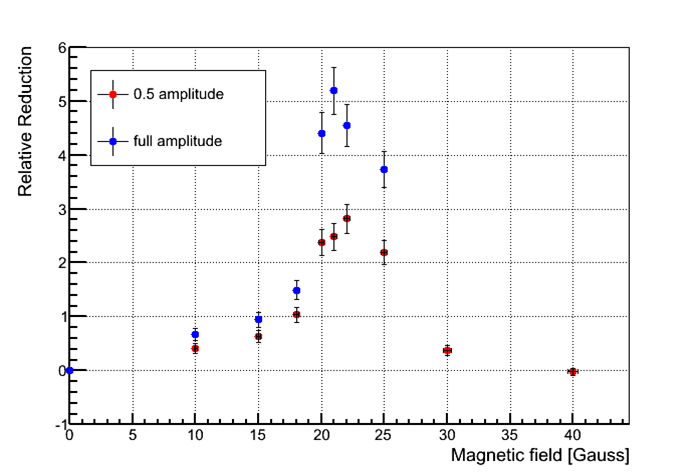 Relative Reduction
6
5
4
3
2
1
0
-1
0.5 amplitude
full amplitude
0 5 10 15 20 25 30 35 40
Magnetic field [Gauss]